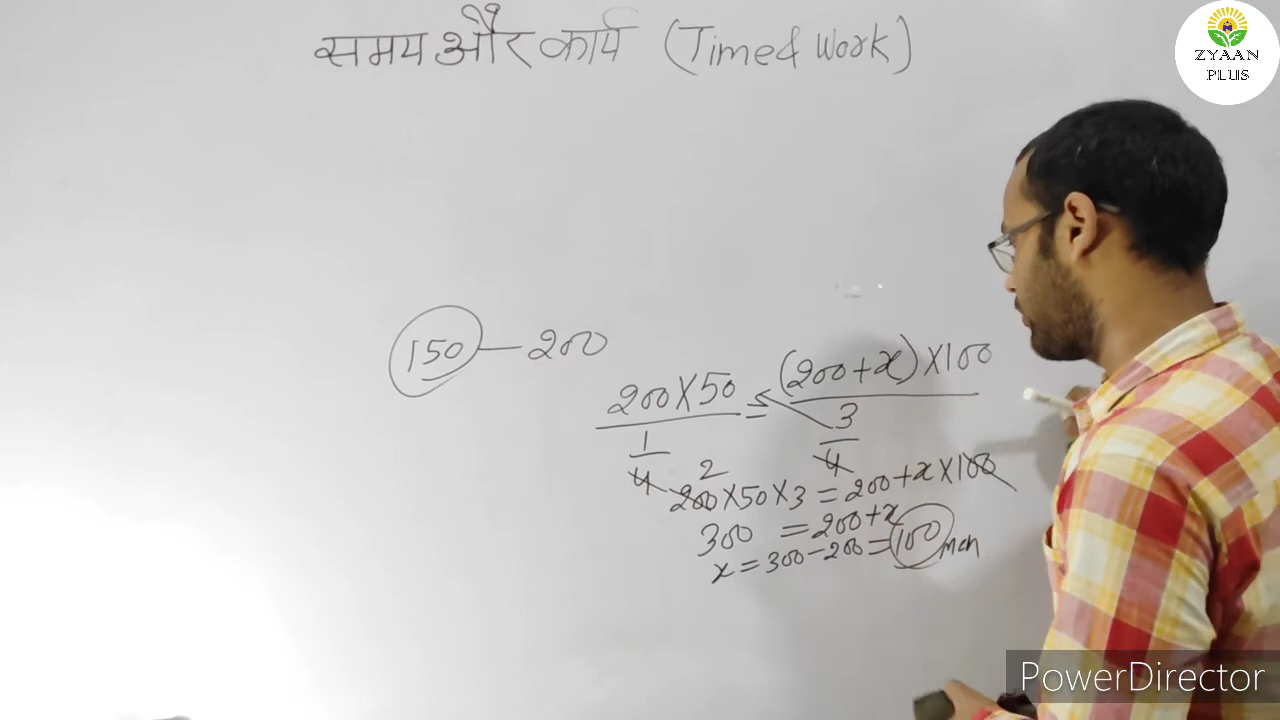 समय और कार्य (Time & Work)
ZYAAN
PLUS
150 — 200
200 X 50 / 1/4 = (200 + x) X 100 / 3/4
2
200 X 50 X 3 = 200 + x X 100
300 = 200 + x
x = 300 - 200 = 100 men
PowerDirector